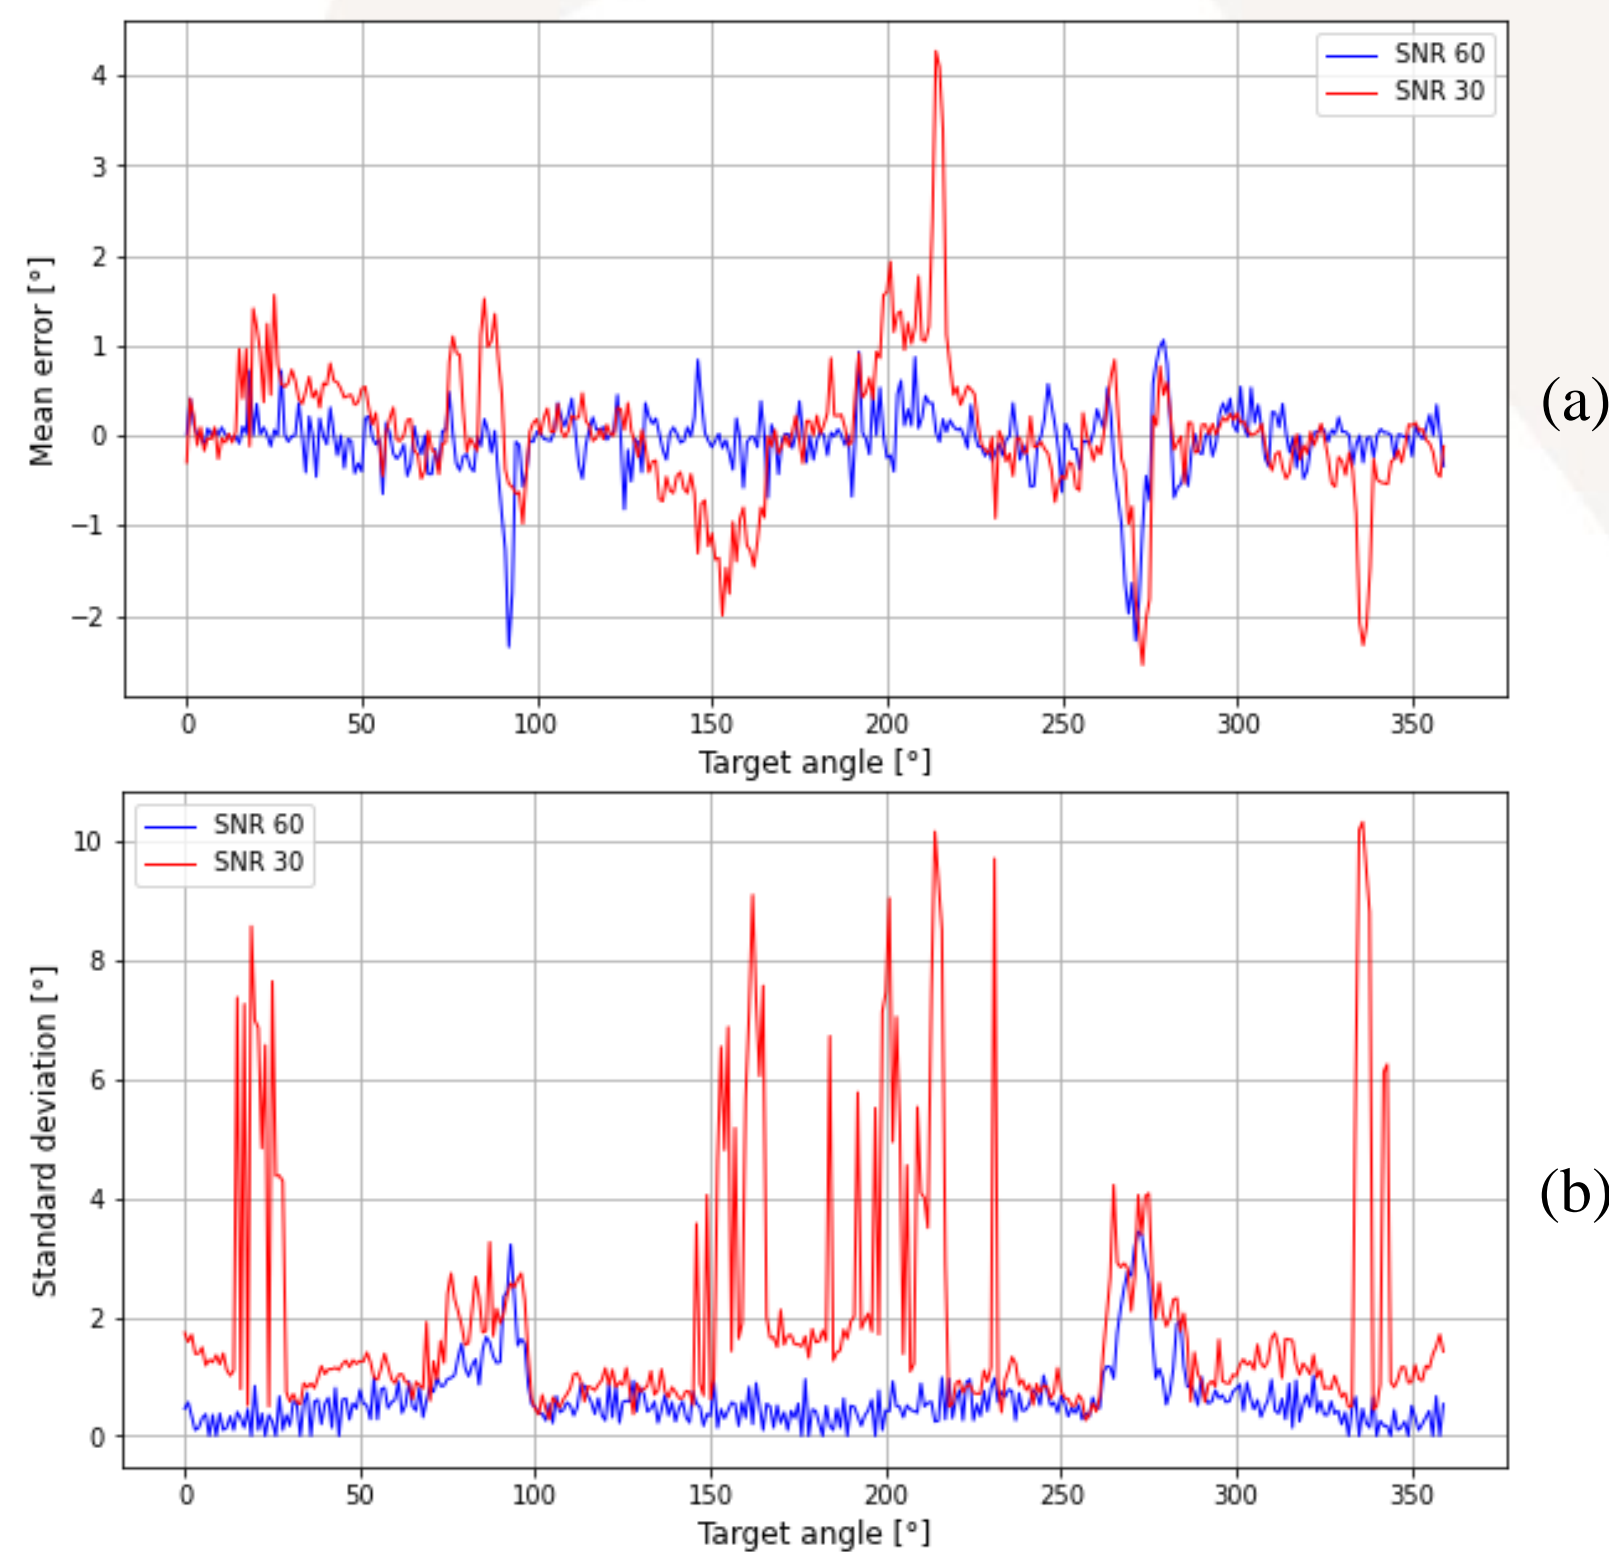 SNR 60
SNR 30
4
3
2
1
0
−1
−2
Mean error [°]
0 50 100 150 200 250 300 350
Target angle [°]
(a)
SNR 60
SNR 30
10
8
6
4
2
0
Standard deviation [°]
0 50 100 150 200 250 300 350
Target angle [°]
(b)